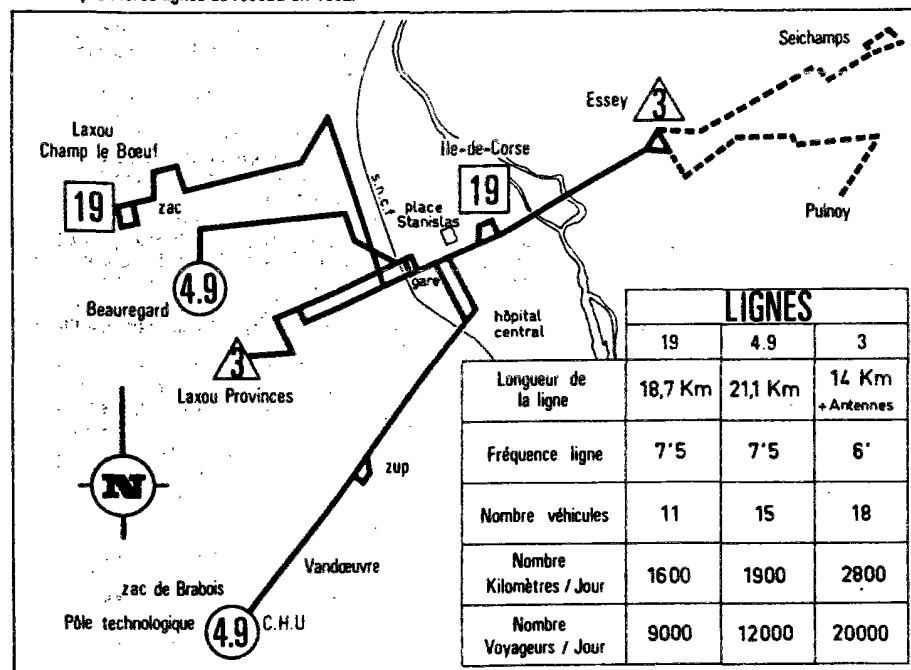 Seichamps
Essey
3
Laxou
Champ le Bœuf
Ile-de-Corse
19
zac
s.n.c.f
place
Stanislas
19
Pulnoy
4.9
Beauregard
gare
hôpital
central
3
Laxou Provinces
N
zup
Vandœuvre
zac de Brabois
Pôle technologique
4.9
C.H.U
LIGNES
19 4.9 3
Longueur de
la ligne
18,7 Km 21,1 Km 14 Km
+ Antennes
Fréquence ligne 7'5 7'5 6'
Nombre véhicules 11 15 18
Nombre
Kilomètres / Jour
1600 1900 2800
Nombre
Voyageurs / Jour
9000 12000 20000